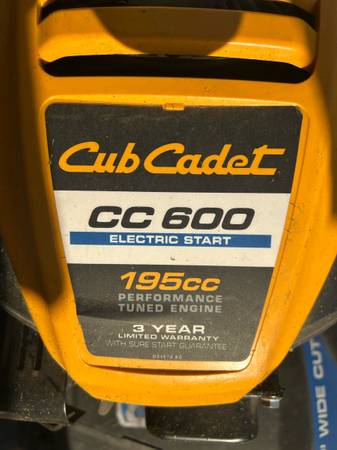 Cub Cadet
CC 600
ELECTRIC START
195cc
PERFORMANCE
TUNED ENGINE
3 YEAR
LIMITED WARRANTY
WITH SURE START GUARANTEE
WIDE CUT